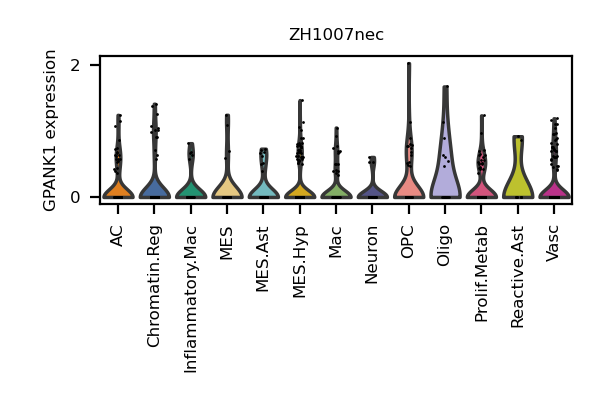 ZH1007nec
GPANK1 expression
2
0
AC
Chromatin.Reg
Inflammatory.Mac
MES
MES.Ast
MES.Hyp
Mac
Neuron
OPC
Oligo
Prolif.Metab
Reactive.Ast
Vasc